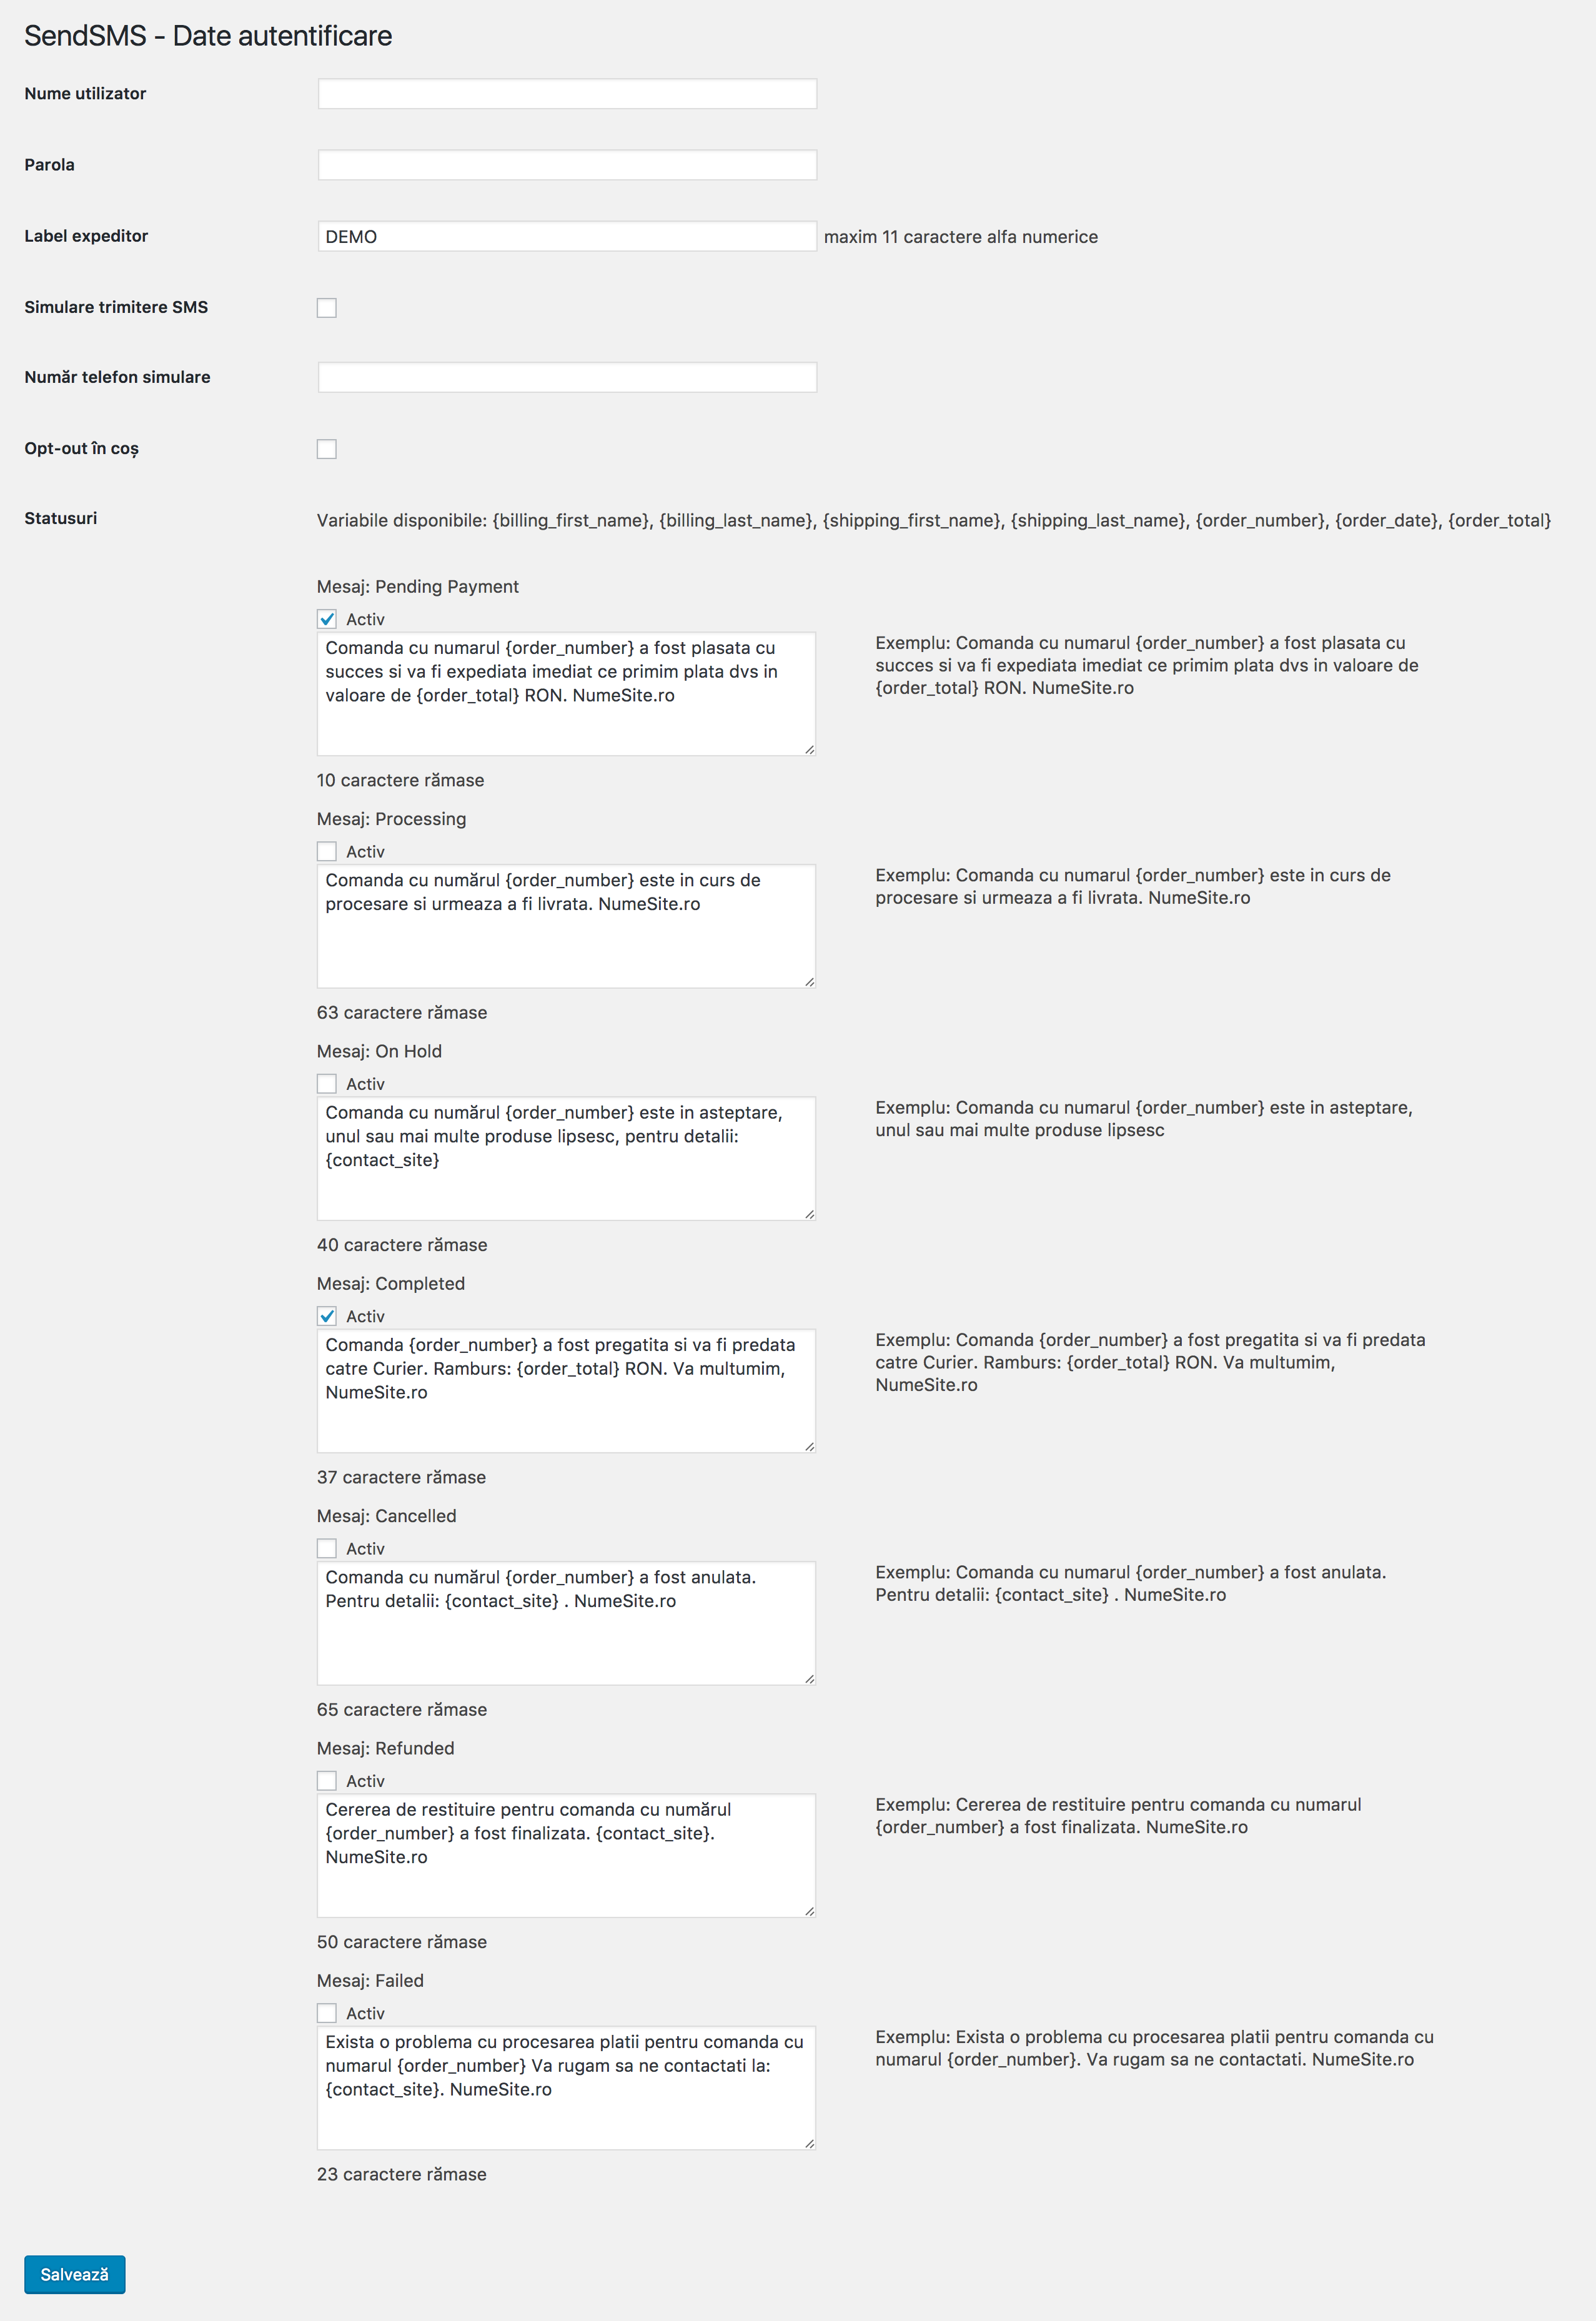 SendSMS - Date autentificare
Nume utilizator
Parola
Label expeditor
DEMO
maxim 11 caractere alfa numerice
Simulare trimitere SMS
Număr telefon simulare
Opt-out în coș
Statusuri
Variabile disponibile: {billing_first_name}, {billing_last_name}, {shipping_first_name}, {shipping_last_name}, {order_number}, {order_date}, {order_total}
Mesaj: Pending Payment
Activ
Comanda cu numarul {order_number} a fost plasata cu
succes si va fi expediata imediat ce primim plata dvs in
valoare de {order_total} RON. NumeSite.ro
Exemplu: Comanda cu numarul {order_number} a fost plasata cu
succes si va fi expediata imediat ce primim plata dvs in valoare de
{order_total} RON. NumeSite.ro
10 caractere rămase
Mesaj: Processing
Activ
Comanda cu numărul {order_number} este in curs de
procesare si urmeaza a fi livrata. NumeSite.ro
Exemplu: Comanda cu numarul {order_number} este in curs de
procesare si urmeaza a fi livrata. NumeSite.ro
63 caractere rămase
Mesaj: On Hold
Activ
Comanda cu numărul {order_number} este in asteptare,
unul sau mai multe produse lipsesc, pentru detalii:
{contact_site}
Exemplu: Comanda cu numarul {order_number} este in asteptare,
unul sau mai multe produse lipsesc
40 caractere rămase
Mesaj: Completed
Activ
Comanda {order_number} a fost pregatita si va fi predata
catre Curier. Ramburs: {order_total} RON. Va multumim,
NumeSite.ro
Exemplu: Comanda {order_number} a fost pregatita si va fi predata
catre Curier. Ramburs: {order_total} RON. Va multumim,
NumeSite.ro
37 caractere rămase
Mesaj: Cancelled
Activ
Comanda cu numărul {order_number} a fost anulata.
Pentru detalii: {contact_site} . NumeSite.ro
Exemplu: Comanda cu numarul {order_number} a fost anulata.
Pentru detalii: {contact_site} . NumeSite.ro
65 caractere rămase
Mesaj: Refunded
Activ
Cererea de restituire pentru comanda cu numărul
{order_number} a fost finalizata. {contact_site}.
NumeSite.ro
Exemplu: Cererea de restituire pentru comanda cu numarul
{order_number} a fost finalizata. NumeSite.ro
50 caractere rămase
Mesaj: Failed
Activ
Exista o problema cu procesarea platii pentru comanda cu
numarul {order_number} Va rugam sa ne contactati la:
{contact_site}. NumeSite.ro
Exemplu: Exista o problema cu procesarea platii pentru comanda cu
numarul {order_number}. Va rugam sa ne contactati. NumeSite.ro
23 caractere rămase
Salvează